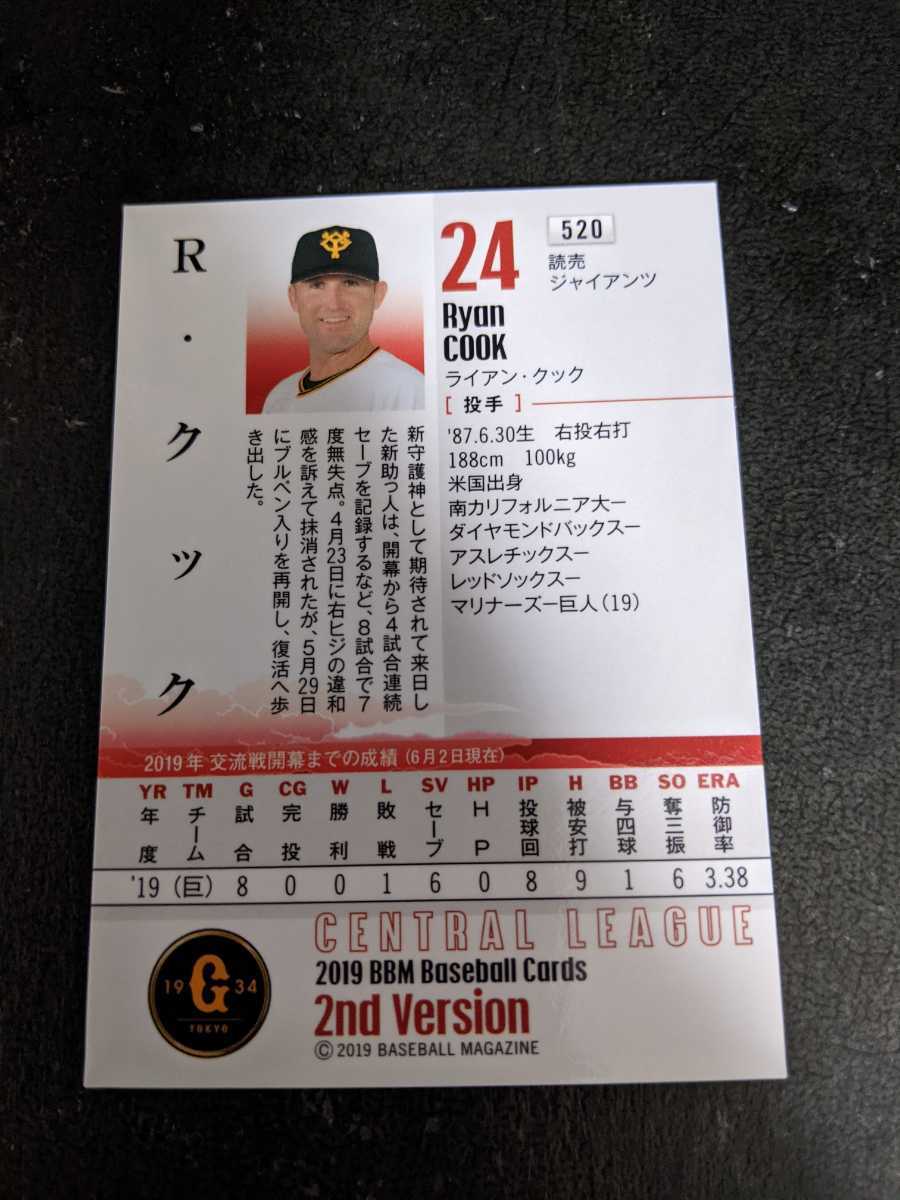 R・クック
24
520
読売
ジャイアンツ
Ryan
COOK
ライアン・クック
[ 投手 ]
'87.6.30生 右投右打
188cm 100kg
米国出身
南カリフォルニア大ー
ダイヤモンドバックスー
アスレチックスー
レッドソックスー
マリナーズー巨人(19)
新守護神として期待されて来日し
た新助っ人は、開幕から4試合連続
セーブを記録するなど、8試合で7
度無失点。4月23日に右ヒジの違和
感を訴えて抹消されたが、5月29日
にブルペン入りを再開し、復活へ歩
き出した。
2019年 交流戦開幕までの成績 (6月2日現在)
YR TM G CG W L SV HP IP H BB SO ERA
年度 チーム 試合 完投 勝利 敗戦 セーブ HP 投球回 被安打 与四球 奪三振 防御率
'19 (巨) 8 0 0 1 6 0 8 9 1 6 3.38
CENTRAL LEAGUE
2019 BBM Baseball Cards
2nd Version
©2019 BASEBALL MAGAZINE
19 G 34
TOKYO